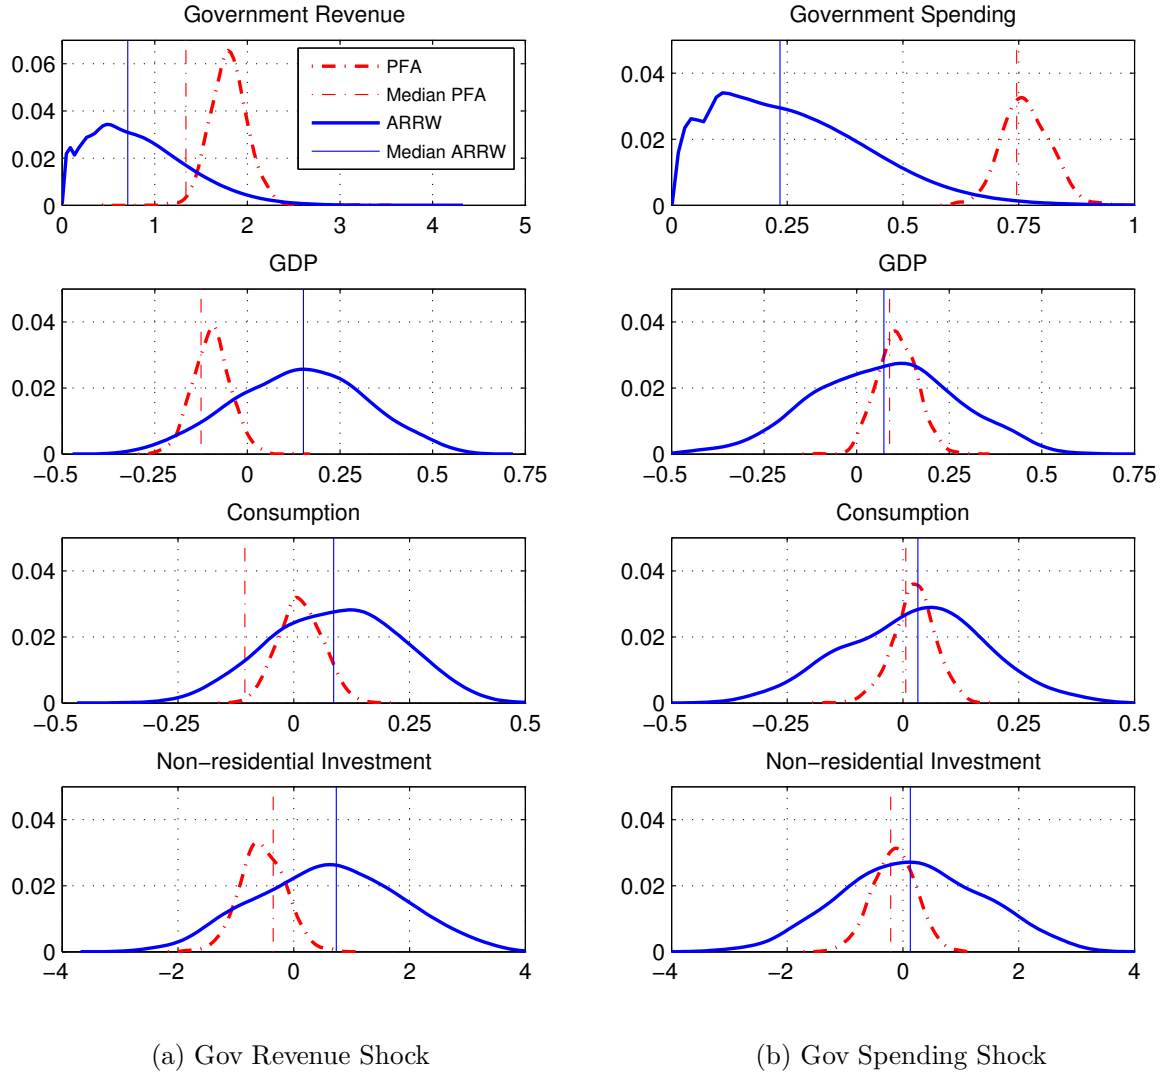 Government Revenue
0.06
0.04
0.02
0
0 1 2 3 4 5
PFA
Median PFA
ARRW
Median ARRW
Government Spending
0.04
0.02
0
0 0.25 0.5 0.75 1
GDP
0.04
0.02
0
−0.5 −0.25 0 0.25 0.5 0.75
GDP
0.04
0.02
0
−0.5 −0.25 0 0.25 0.5 0.75
Consumption
0.04
0.02
0
−0.5 −0.25 0 0.25 0.5
Consumption
0.04
0.02
0
−0.5 −0.25 0 0.25 0.5
Non−residential Investment
0.04
0.02
0
−4 −2 0 2 4
Non−residential Investment
0.04
0.02
0
−4 −2 0 2 4
(a) Gov Revenue Shock
(b) Gov Spending Shock